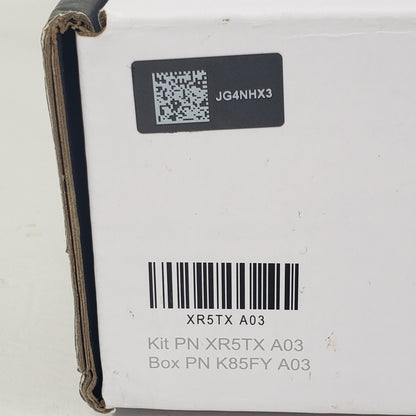 JG4NHX3
XR5TX A03
Kit PN XR5TX A03
Box PN K85FY A03